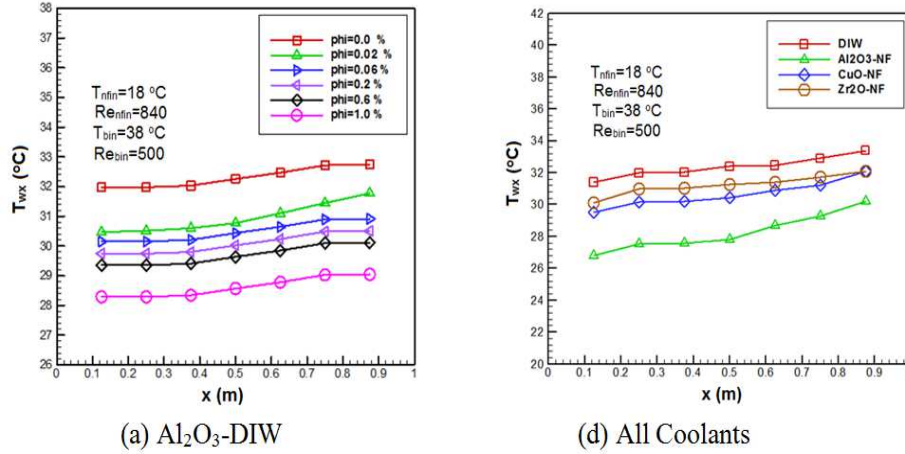 38
37
36
35
34
33
32
31
30
29
28
27
26
T_wx (°C)
phi=0.0 %
phi=0.02 %
phi=0.06 %
phi=0.2 %
phi=0.6 %
phi=1.0 %
T_nfin=18 °C
Re_nfin=840
T_bin=38 °C
Re_bin=500
0 0.1 0.2 0.3 0.4 0.5 0.6 0.7 0.8 0.9 1
x (m)
(a) Al₂O₃-DIW
42
40
38
36
34
32
30
28
26
24
22
20
T_wx (°C)
DIW
Al2O3-NF
CuO-NF
Zr2O-NF
T_nfin=18 °C
Re_nfin=840
T_bin=38 °C
Re_bin=500
0 0.1 0.2 0.3 0.4 0.5 0.6 0.7 0.8 0.9
x (m)
(d) All Coolants